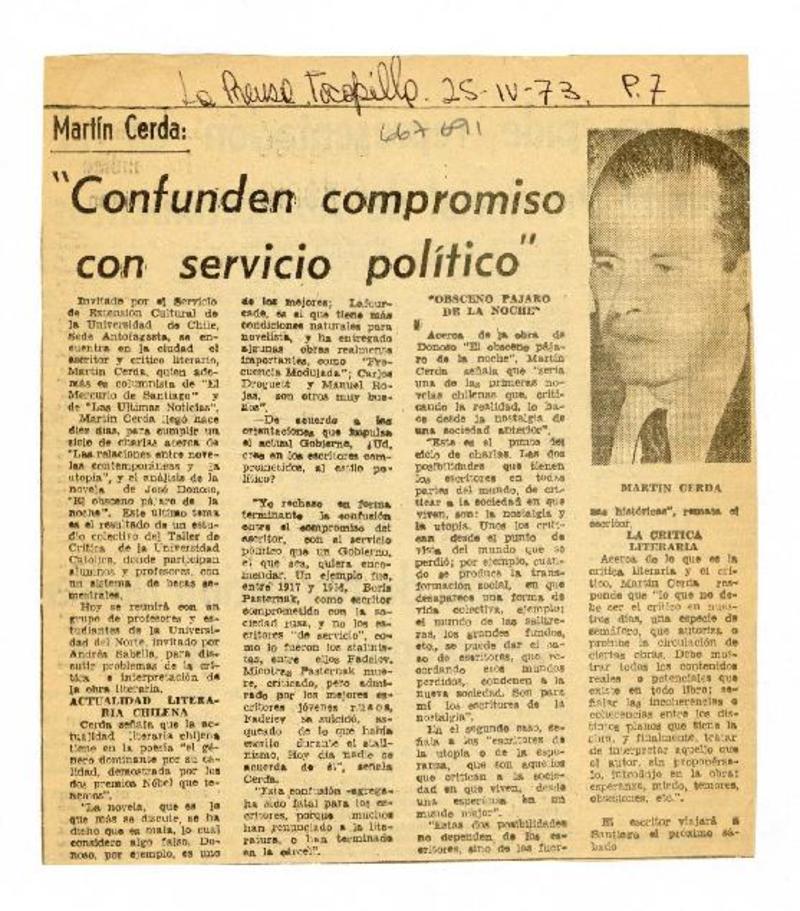 La Prensa, Tocopilla. 25-IV-73. P.7
667 691
Martín Cerda:
"Confunden compromiso
con servicio político"
Invitado por el Servicio
de Extensión Cultural de
la Universidad de Chile,
Sede Antofagasta, se en-
cuentra en la ciudad el
escritor y crítico literario,
Martín Cerda, quien ade-
más es columnista de "El
Mercurio de Santiago" y
de "Las Ultimas Noticias".
Martín Cerda llegó hace
diez días, para cumplir un
ciclo de charlas acerca de
"Las relaciones entre nove-
las contemporáneas y la
utopía", y el análisis de la
novela de José Donoso,
"El obsceno pájaro de la
noche". Este último tema
es el resultado de un estu-
dio colectivo del Taller de
Crítica de la Universidad
Católica, donde participan
alumnos y profesores, con
un sistema de becas se-
mestrales.
Hoy se reunirá con un
grupo de profesores y es-
tudiantes de la Universi-
dad del Norte, invitado por
Andrés Sabella, para dis-
cutir problemas de la crí-
tica e interpretación de
la obra literaria.
ACTUALIDAD LITERA-
RIA CHILENA
Cerda señala que la ac-
tualidad literaria chilena
tiene en la poesía "el gé-
nero dominante por su ca-
lidad, demostrada por los
dos premios Nóbel que te-
nemos".
"La novela, que es lo
que más se discute, se ha
dicho que es mala, lo cual
considero algo falso. Do-
noso, por ejemplo, es uno
de los mejores; Lafour-
cade, es el que tiene más
condiciones naturales para
novelista, y ha entregado
algunas obras realmente
importantes, como "Fre-
cuencia Modulada"; Carlos
Droguett y Manuel Ro-
jas, son otros muy bue-
nos".
—De acuerdo a las
orientaciones que impulsa
el actual Gobierno, ¿Ud.
cree en los escritores com-
prometidos, al estilo po-
lítico?
"Yo rechazo en forma
terminante la confusión
entre el compromiso del
escritor, con el servicio
político que un Gobierno,
el que sea, quiera enco-
mendar. Un ejemplo fue,
entre 1917 y 1956, Boris
Pasternak, como escritor
comprometido con la so-
ciedad rusa, y no los es-
critores "de servicio", co-
mo lo fueron los stalinis-
tas, entre ellos Fadeiev.
Mientras Pasternak mue-
re, criticado, pero admi-
rado por los mejores es-
critores jóvenes rusos,
Fadeiev se suicidó, as-
queado de lo que había
escrito durante el stali-
nismo. Hoy día nadie se
acuerda de él", señala
Cerda.
"Esta confusión -agrega-
ha sido fatal para los es-
critores, porque muchos
han renunciado a la lite-
ratura, o han terminado
en la cárcel".
"OBSCENO PAJARO
DE LA NOCHE"
Acerca de la obra de
Donoso "El obsceno pája-
ro de la noche", Martín
Cerda señala que "sería
una de las primeras no-
velas chilenas que, criti-
cando la realidad, lo ha-
ce desde la nostalgia de
una sociedad anterior".
"Este es el punto del
ciclo de charlas. Las dos
posibilidades que tienen
los escritores en todas
partes del mundo, de cri-
ticar a la sociedad en que
viven, son: la nostalgia y
la utopía. Unos los criti-
can desde el punto de
vista del mundo que se
perdió; por ejemplo, cuan-
do se produce la trans-
formación social, en que
desaparece una forma de
vida colectiva, ejemplo:
el mundo de las salitre-
ras, los grandes fundos,
etc., se puede dar el ca-
so de escritores, que re-
cordando esos mundos
perdidos, condenen a la
nueva sociedad. Son para
mí los escritores de la
nostalgia".
En el segundo caso, se-
ñala a los "escritores de
la utopía o de la espe-
ranza, que son aquellos
que critican a la socie-
dad en que viven, desde
una esperanza en un
mundo mejor".
"Estas dos posibilidades
no dependen de los es-
critores, sino de las fuer-
MARTIN CERDA
zas históricas", remata el
escritor.
LA CRITICA
LITERARIA
Acerca de lo que es la
crítica literaria y el crí-
tico, Martín Cerda res-
ponde que "lo que no de-
be ser el crítico en nues-
tros días, una especie de
semáforo, que autoriza o
prohíbe la circulación de
ciertas obras. Debe mos-
trar todos los contenidos
reales o potenciales que
existe en todo libro; se-
ñalar las incoherencias o
coherencias entre los dis-
tintos planos que tiene la
obra, y finalmente, tratar
de interpretar aquello que
el autor, sin proponérse-
lo, introdujo en la obra:
esperanza, miedo, temores,
obsesiones, etc.".
El escritor viajará a
Santiago el próximo sá-
bado